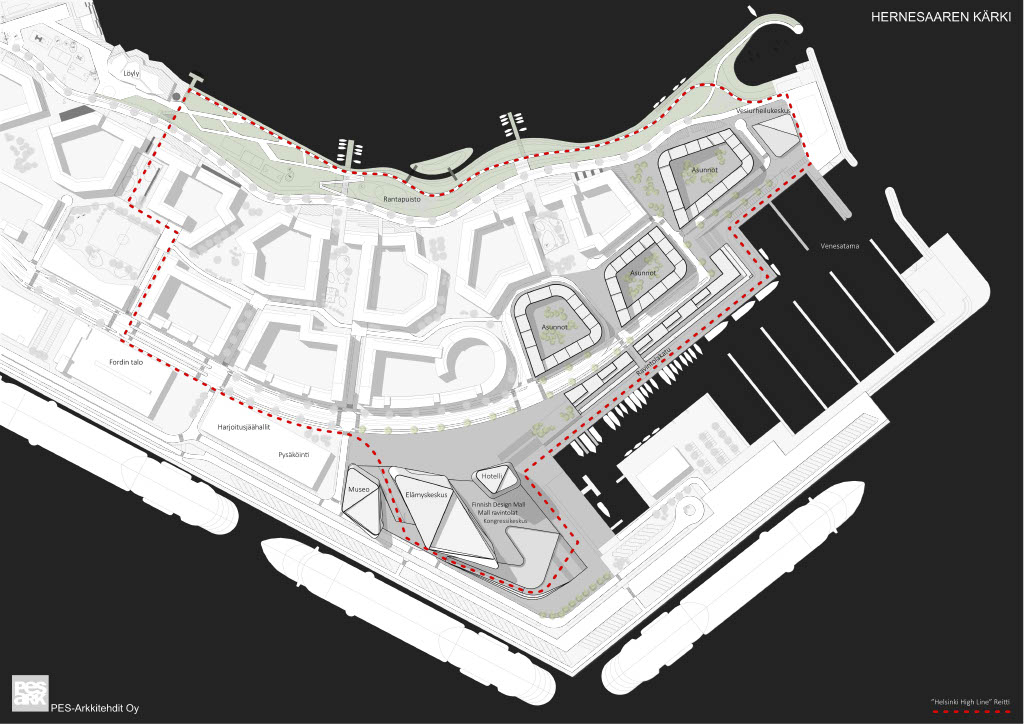 HERNESAAREN KÄRKI
Löyly
Vesiurheilukeskus
Asunnot
Rantapuisto
Venesatama
Asunnot
Asunnot
Ravintolakatu
Fordin talo
Harjoitusjäähallit
Pysäköinti
Hotelli
Museo
Elämyskeskus
Finnish Design Mall
Mall ravintolat
Kongressikeskus
PES
ARK
PES-Arkkitehdit Oy
"Helsinki High Line" Reitti